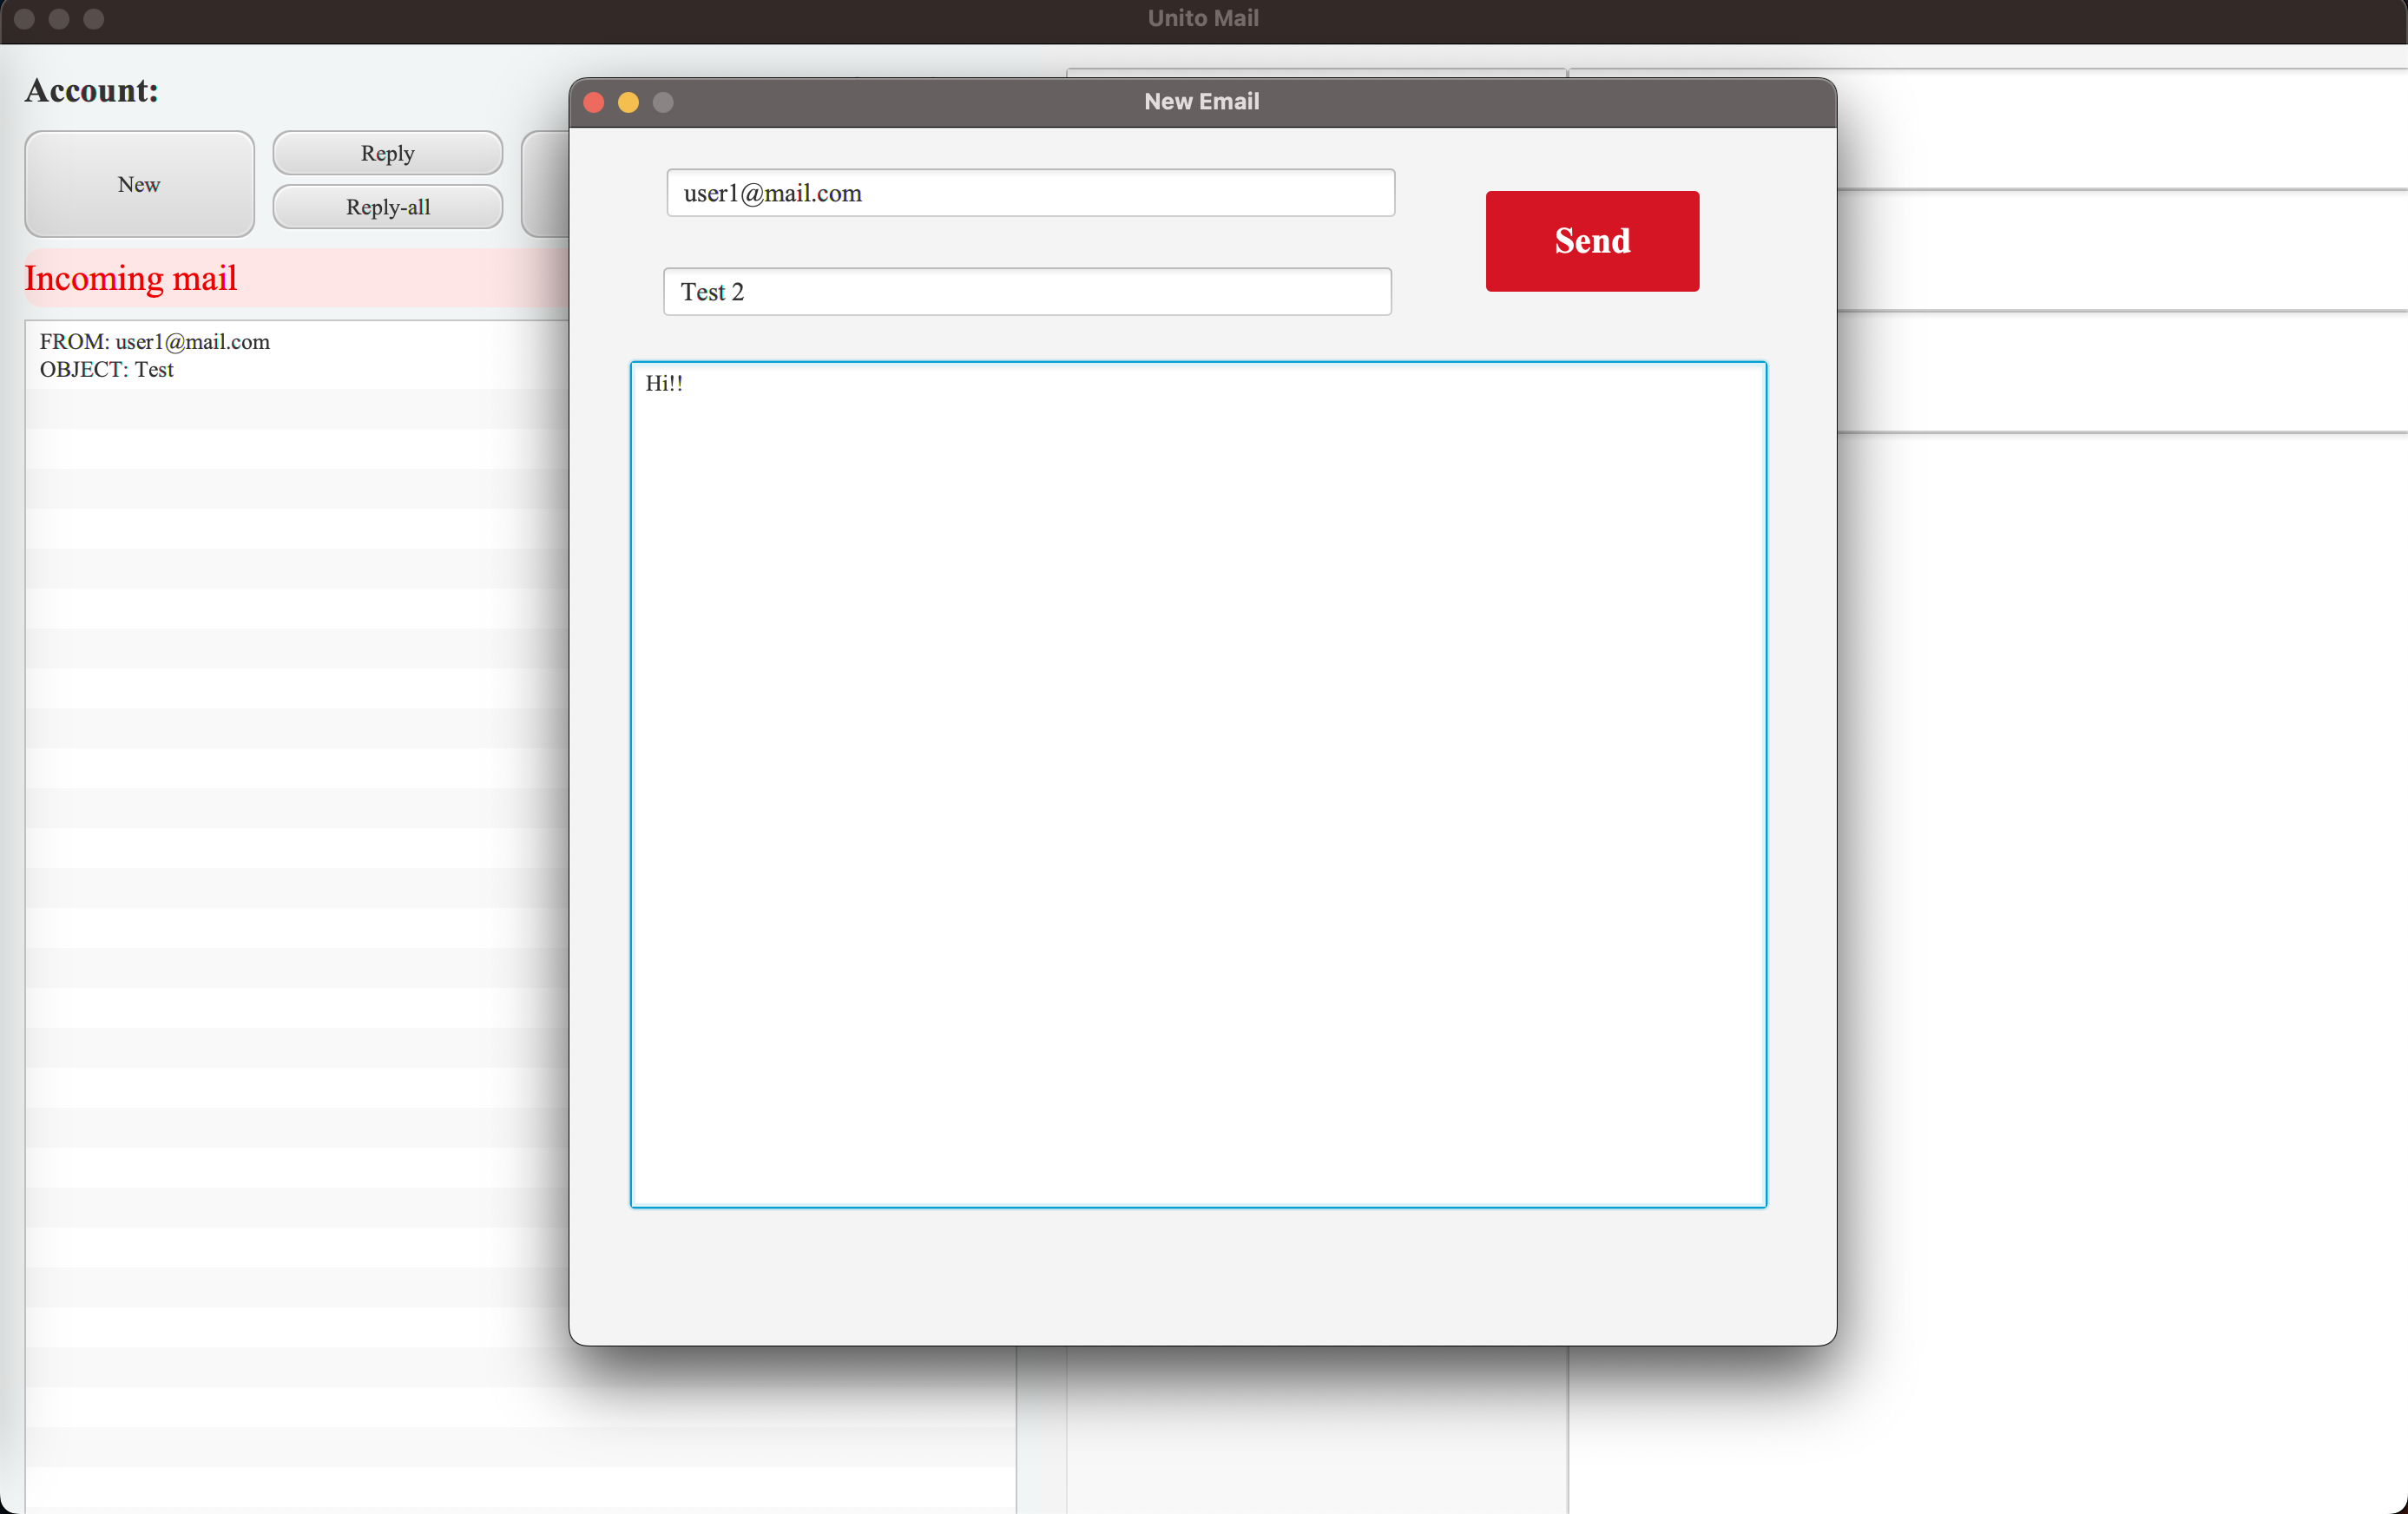 Unito Mail
Account:
New
Reply
Reply-all
Incoming mail
FROM: user1@mail.com
OBJECT: Test
New Email
user1@mail.com
Send
Test 2
Hi!!